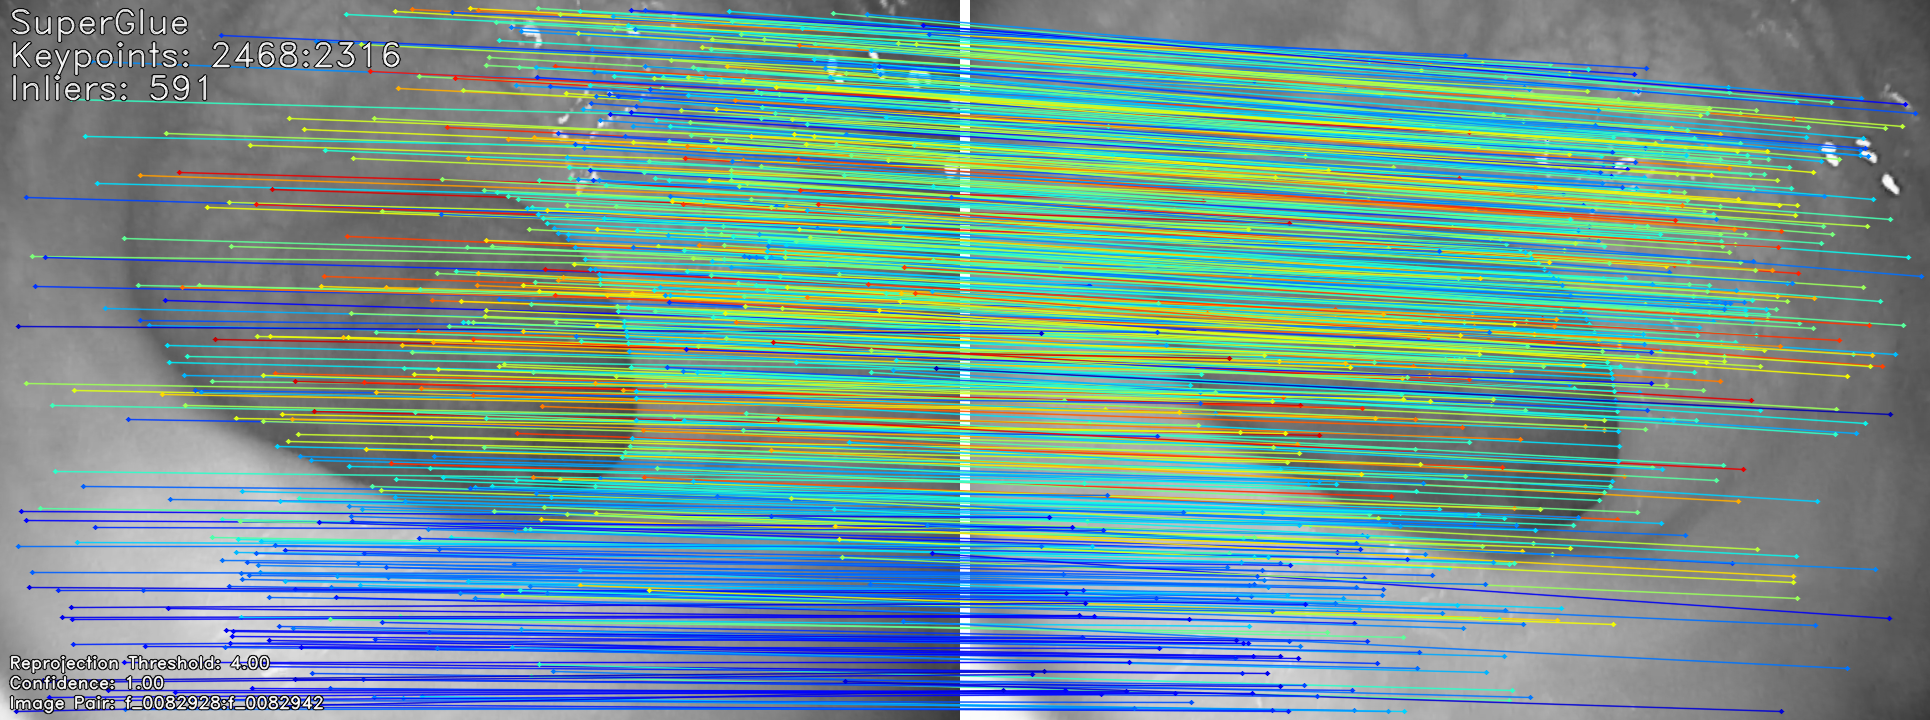 SuperGlue
Keypoints: 2468:2316
Inliers: 591
Reprojection Threshold: 4.00
Confidence: 1.00
Image Pair: f_0082928:f_0082942